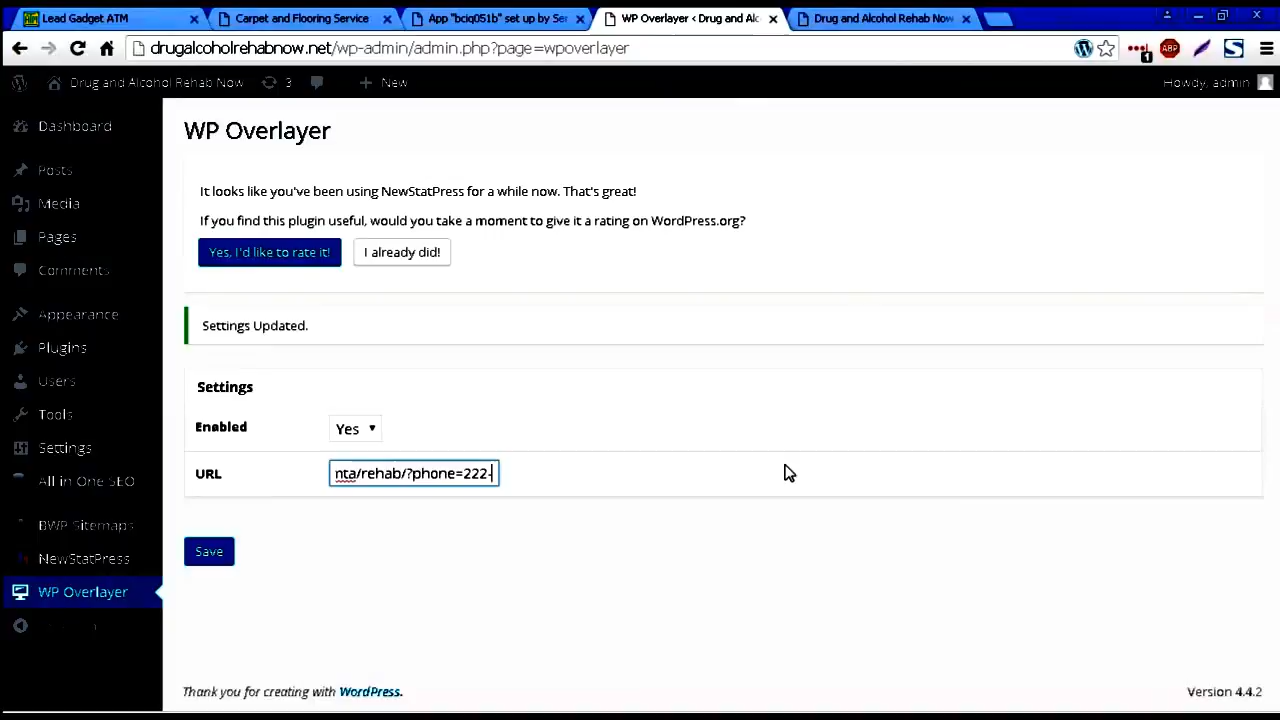 Lead Gadget ATM
Carpet and Flooring Service
App "bciq051b" set up by Ser
WP Overlayer ‹ Drug and Alc
Drug and Alcohol Rehab Now
drugalcoholrehabnow.net/wp-admin/admin.php?page=wpoverlayer
1
ABP
S
Drug and Alcohol Rehab Now
3
New
Howdy, admin
Dashboard
Posts
Media
Pages
Comments
Appearance
Plugins
Users
Tools
Settings
All in One SEO
BWP Sitemaps
NewStatPress
WP Overlayer
WP Overlayer
It looks like you've been using NewStatPress for a while now. That's great!
If you find this plugin useful, would you take a moment to give it a rating on WordPress.org?
Yes, I'd like to rate it!
I already did!
Settings Updated.
Settings
Enabled
Yes
URL
nta/rehab/?phone=222-
Save
Thank you for creating with WordPress.
Version 4.4.2